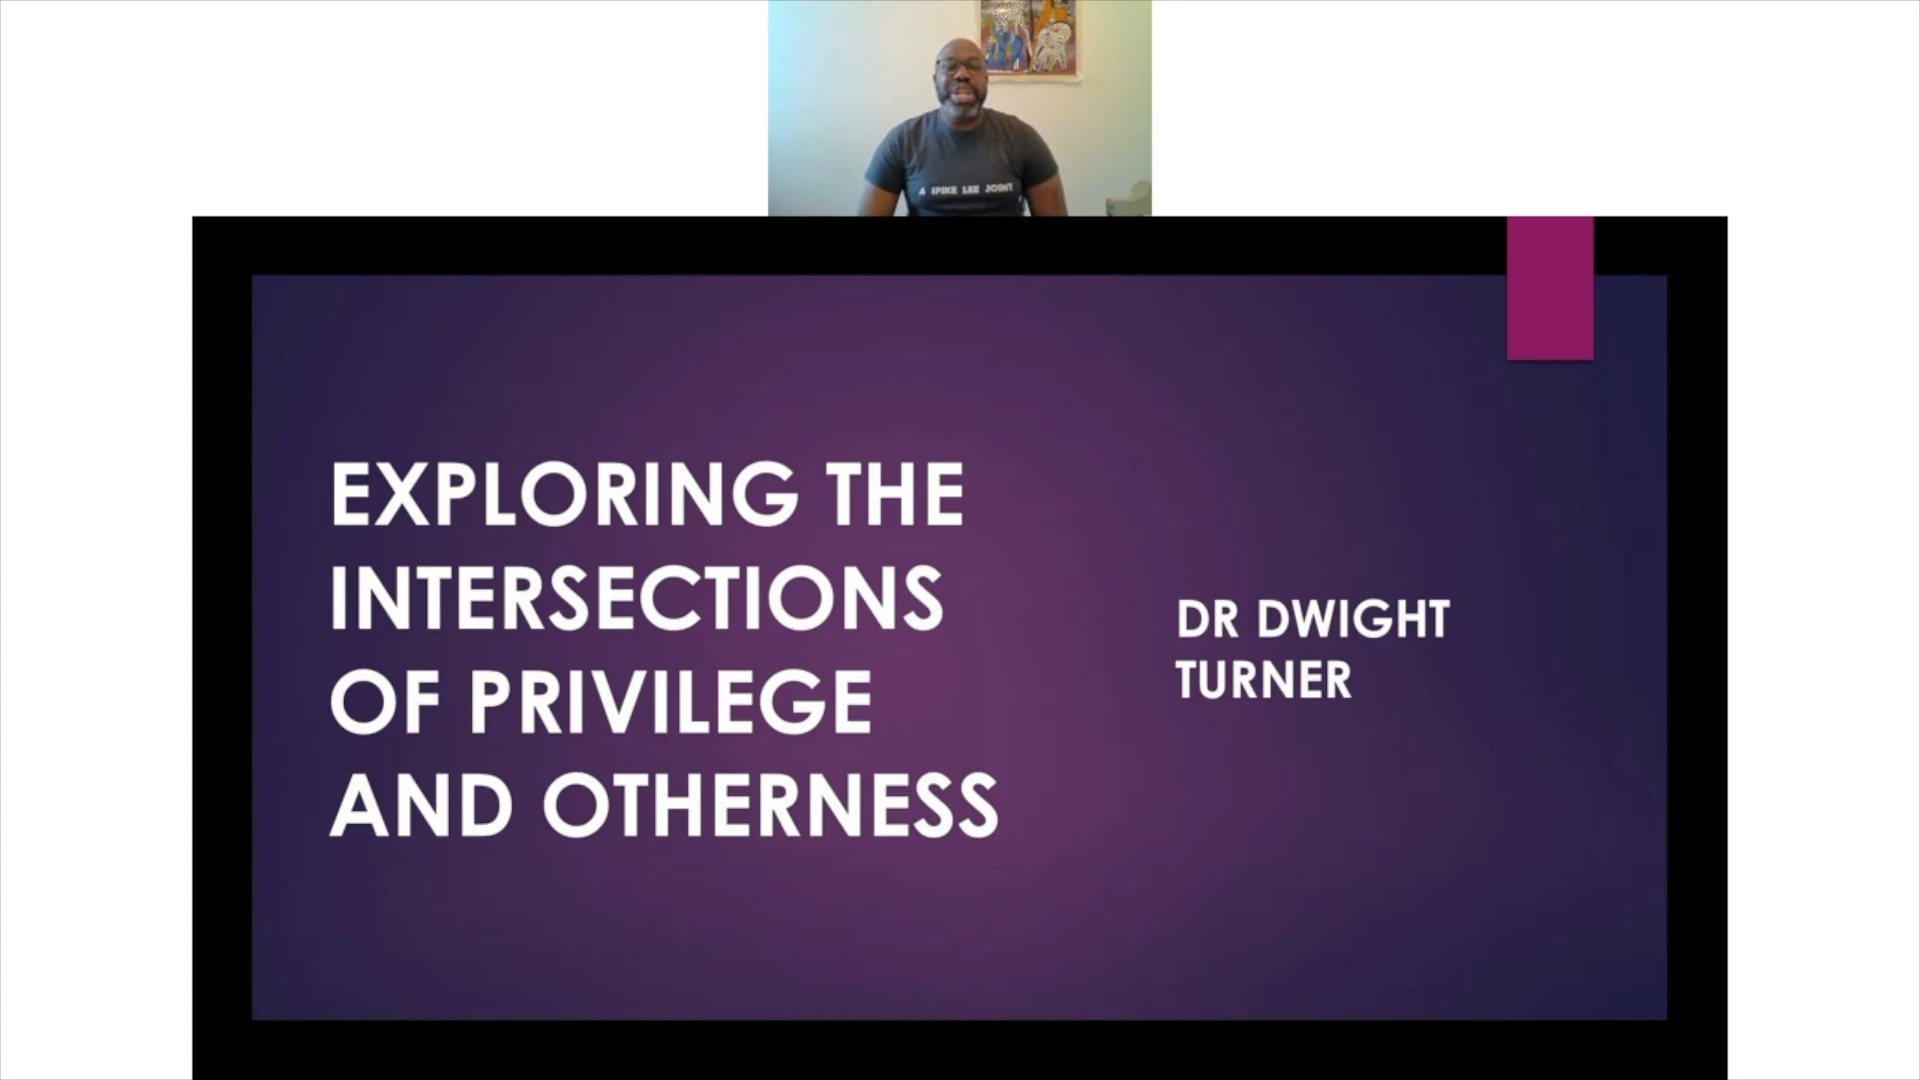 A SPIKE LEE JOINT
EXPLORING THE
INTERSECTIONS
OF PRIVILEGE
AND OTHERNESS
DR DWIGHT
TURNER